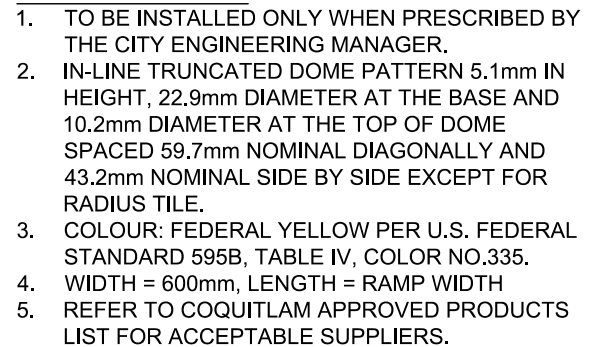 1. TO BE INSTALLED ONLY WHEN PRESCRIBED BY
THE CITY ENGINEERING MANAGER.
2. IN-LINE TRUNCATED DOME PATTERN 5.1mm IN
HEIGHT, 22.9mm DIAMETER AT THE BASE AND
10.2mm DIAMETER AT THE TOP OF DOME
SPACED 59.7mm NOMINAL DIAGONALLY AND
43.2mm NOMINAL SIDE BY SIDE EXCEPT FOR
RADIUS TILE.
3. COLOUR: FEDERAL YELLOW PER U.S. FEDERAL
STANDARD 595B, TABLE IV, COLOR NO.335.
4. WIDTH = 600mm, LENGTH = RAMP WIDTH
5. REFER TO COQUITLAM APPROVED PRODUCTS
LIST FOR ACCEPTABLE SUPPLIERS.